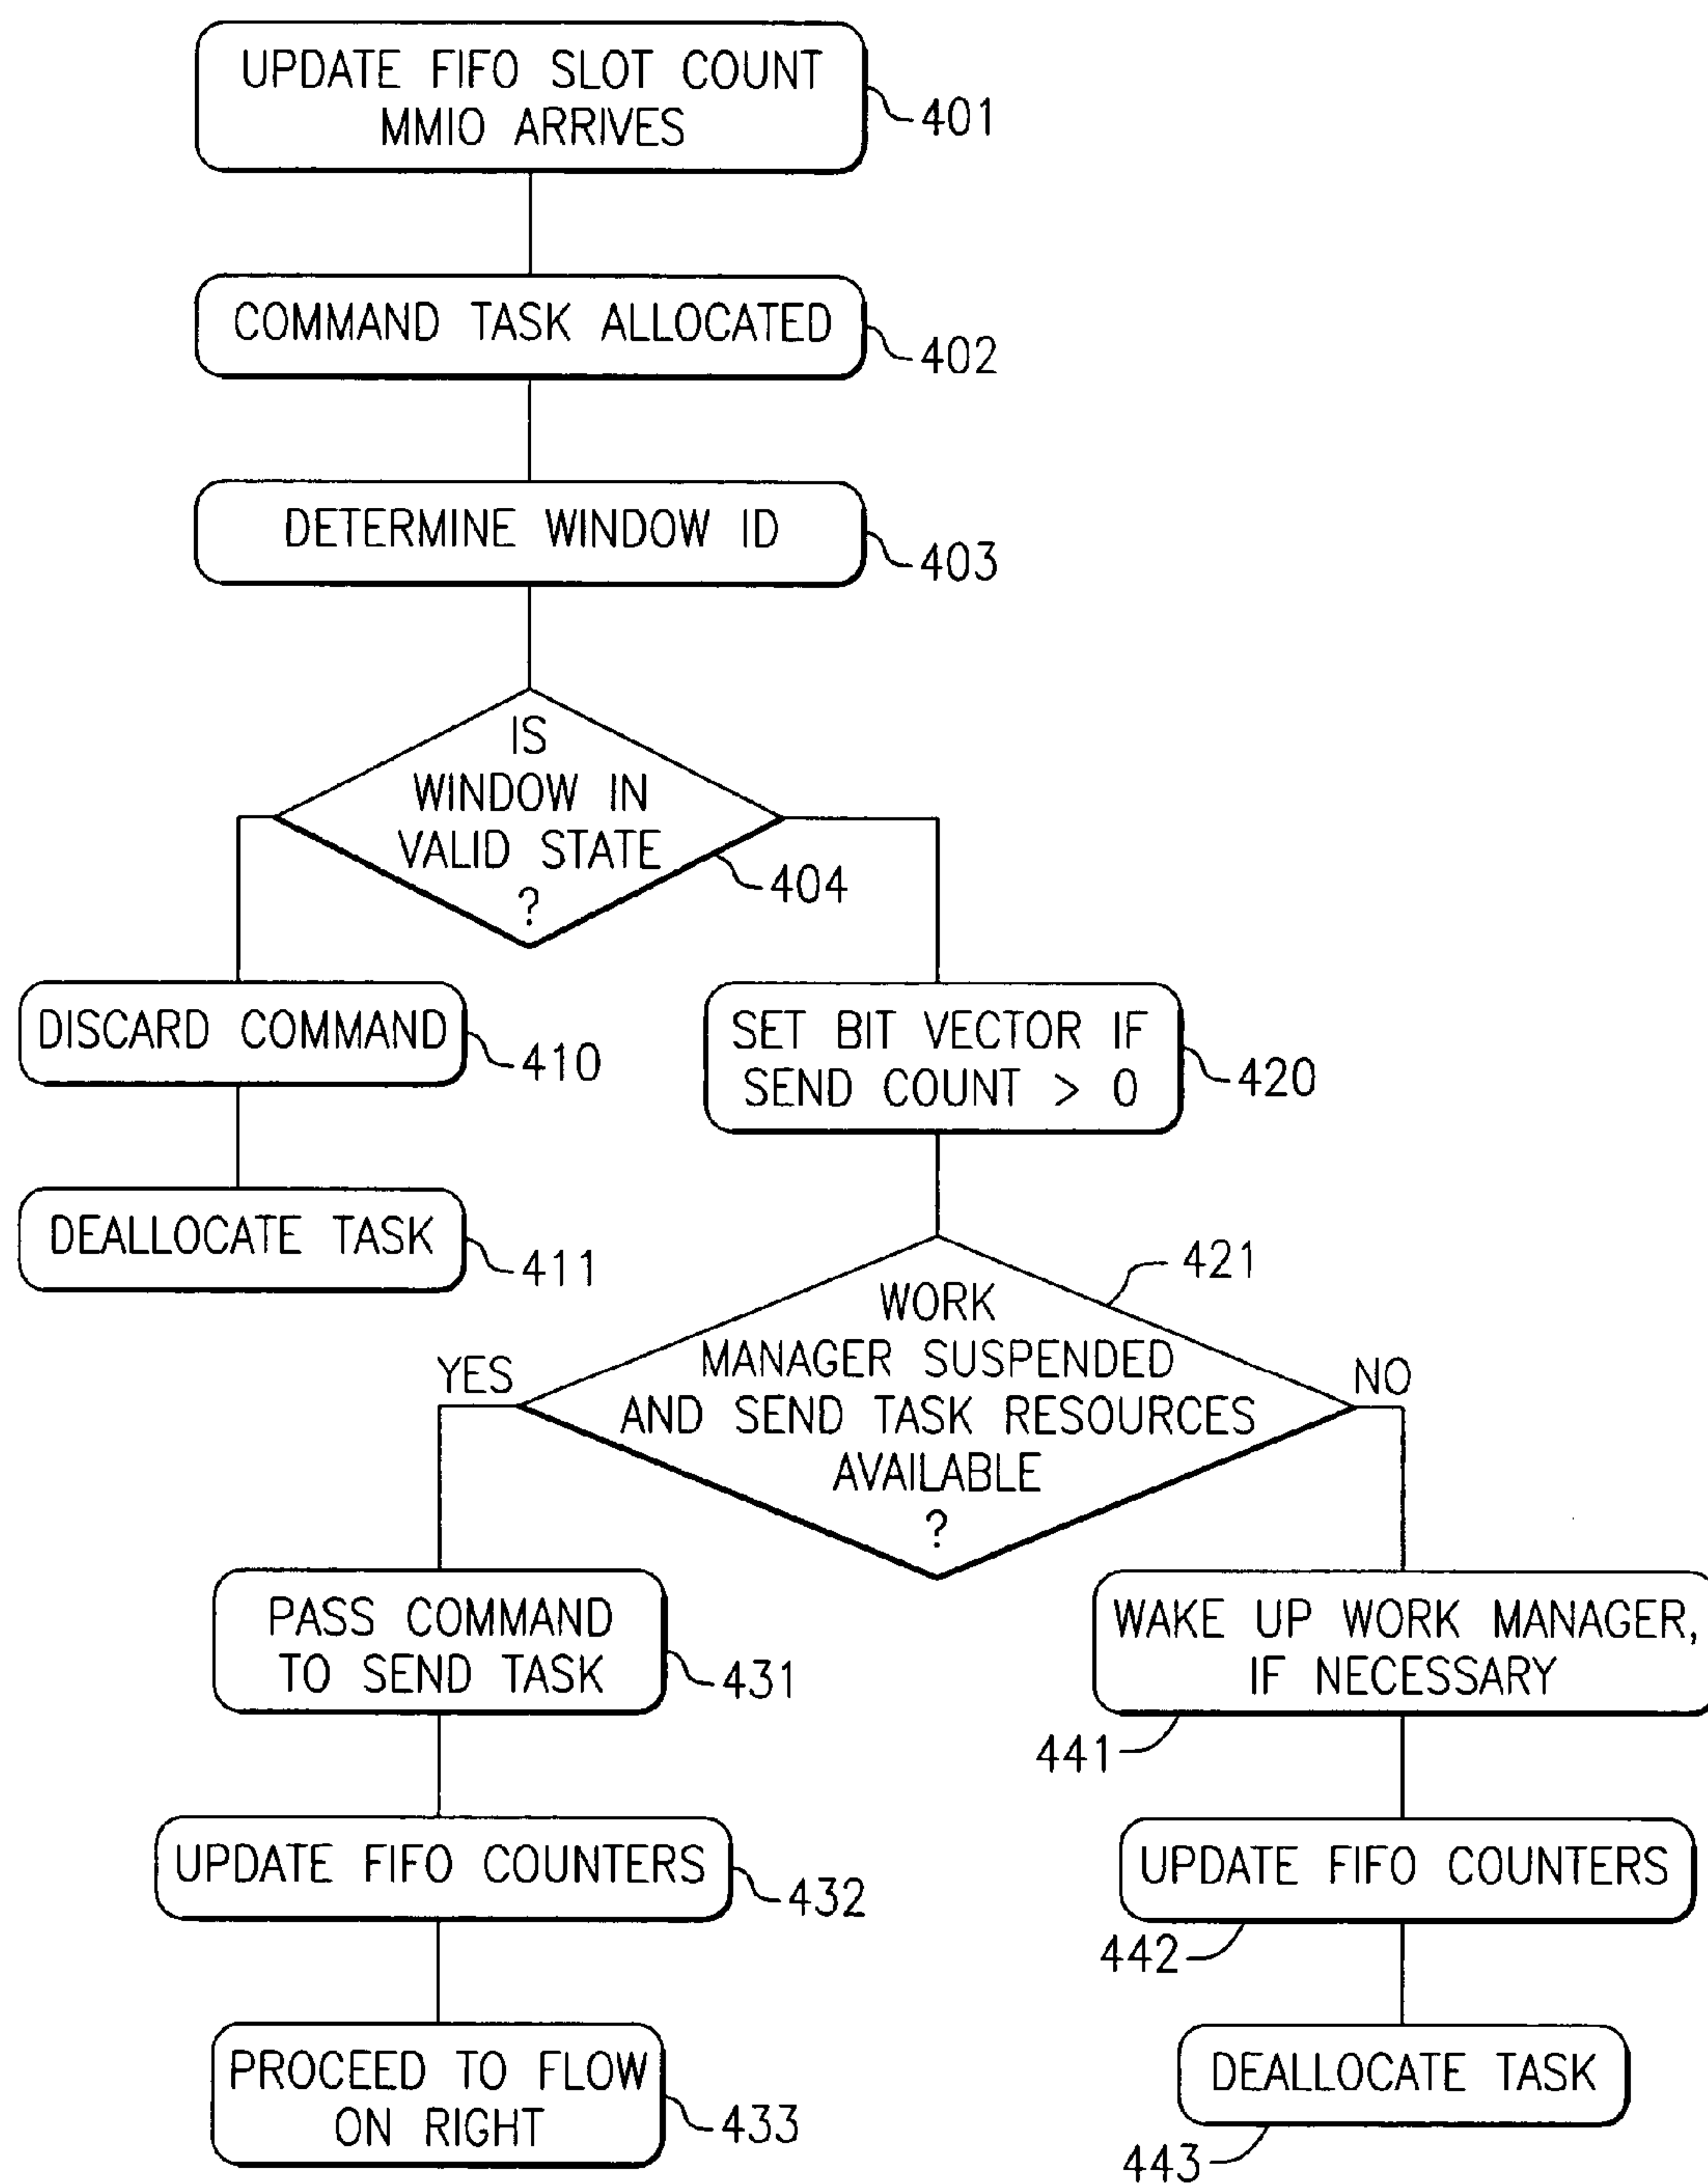 UPDATE FIFO SLOT COUNT
MMIO ARRIVES
401
COMMAND TASK ALLOCATED
402
DETERMINE WINDOW ID
403
IS
WINDOW IN
VALID STATE
?
404
DISCARD COMMAND
410
DEALLOCATE TASK
411
SET BIT VECTOR IF
SEND COUNT > 0
420
WORK
MANAGER SUSPENDED
AND SEND TASK RESOURCES
AVAILABLE
?
421
YES
NO
PASS COMMAND
TO SEND TASK
431
UPDATE FIFO COUNTERS
432
PROCEED TO FLOW
ON RIGHT
433
WAKE UP WORK MANAGER,
IF NECESSARY
441
UPDATE FIFO COUNTERS
442
DEALLOCATE TASK
443